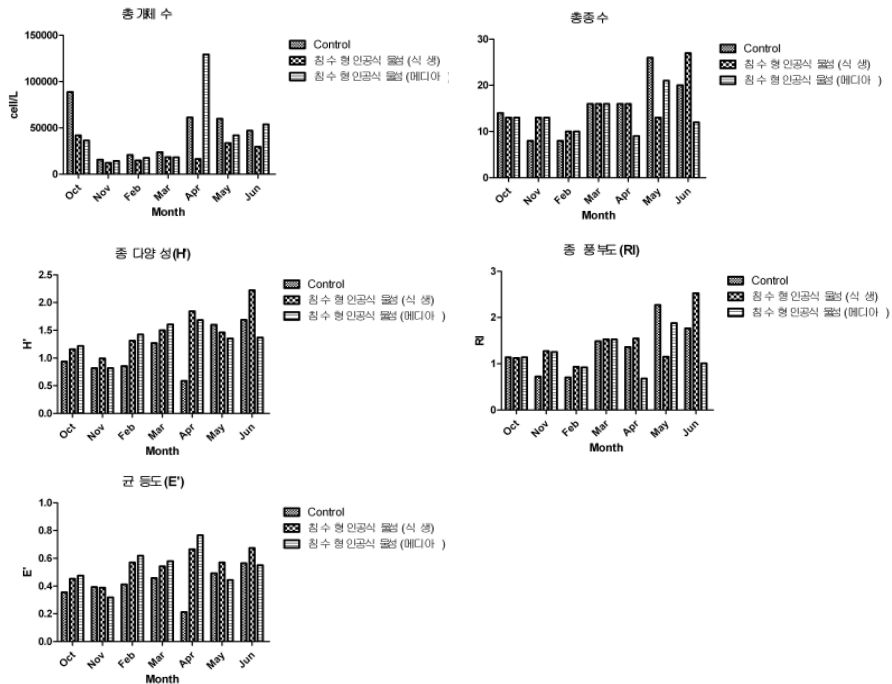 총 개체 수
150000
100000
50000
0
cell/L
Oct Nov Feb Mar Apr May Jun
Month
Control
침수형 인공식물섬 (식생)
침수형 인공식물섬 (메디아)
총종수
30
20
10
0
Oct Nov Feb Mar Apr May Jun
Month
Control
침수형 인공식물섬 (식생)
침수형 인공식물섬 (메디아)
종 다양성 (H')
2.5
2.0
1.5
1.0
0.5
0.0
H'
Oct Nov Feb Mar Apr May Jun
Month
Control
침수형 인공식물섬 (식생)
침수형 인공식물섬 (메디아)
종 풍부도 (RI)
3
2
1
0
RI
Oct Nov Feb Mar Apr May Jun
Month
Control
침수형 인공식물섬 (식생)
침수형 인공식물섬 (메디아)
균등도 (E')
1.0
0.8
0.6
0.4
0.2
0.0
E'
Oct Nov Feb Mar Apr May Jun
Month
Control
침수형 인공식물섬 (식생)
침수형 인공식물섬 (메디아)